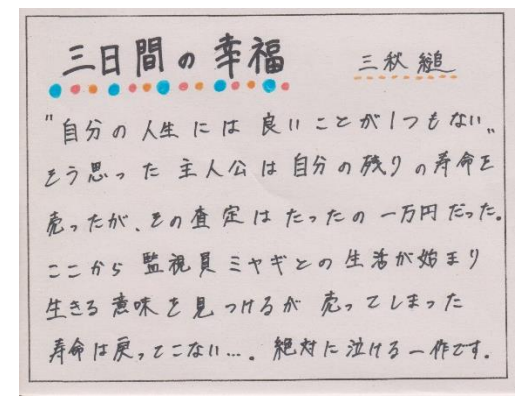 三日間の幸福 三秋 縋
"自分の人生には良いことが1つもない„
そう思った主人公は自分の残りの寿命を
売ったが、その査定はたったの一万円だった。
ここから監視員ミヤギとの生活が始まり
生きる意味を見つけるが売ってしまった
寿命は戻ってこない…。絶対に泣ける一作です。